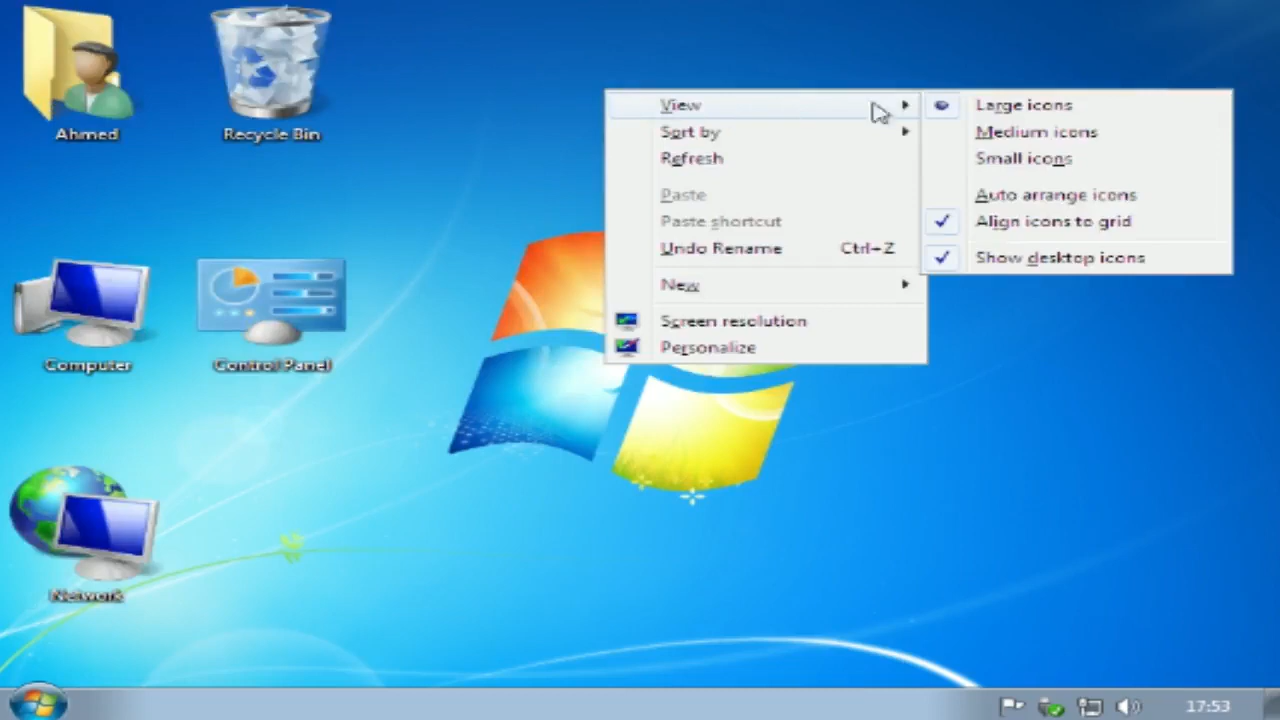 Ahmed
Recycle Bin
Computer
Control Panel
Network
View
Sort by
Refresh
Paste
Paste shortcut
Undo Rename Ctrl+Z
New
Screen resolution
Personalize
Large icons
Medium icons
Small icons
Auto arrange icons
Align icons to grid
Show desktop icons
17:53